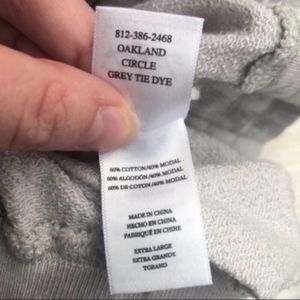 812-386-2468
OAKLAND
CIRCLE
GREY TIE DYE
60% COTTON/40% MODAL
60% ALGODÓN/40% MODAL
60% DE COTON/40% MODAL
MADE IN CHINA
HECHO EN CHINA
FABRIQUÉ EN CHINE
EXTRA LARGE
EXTRA GRANDE
TGRAND